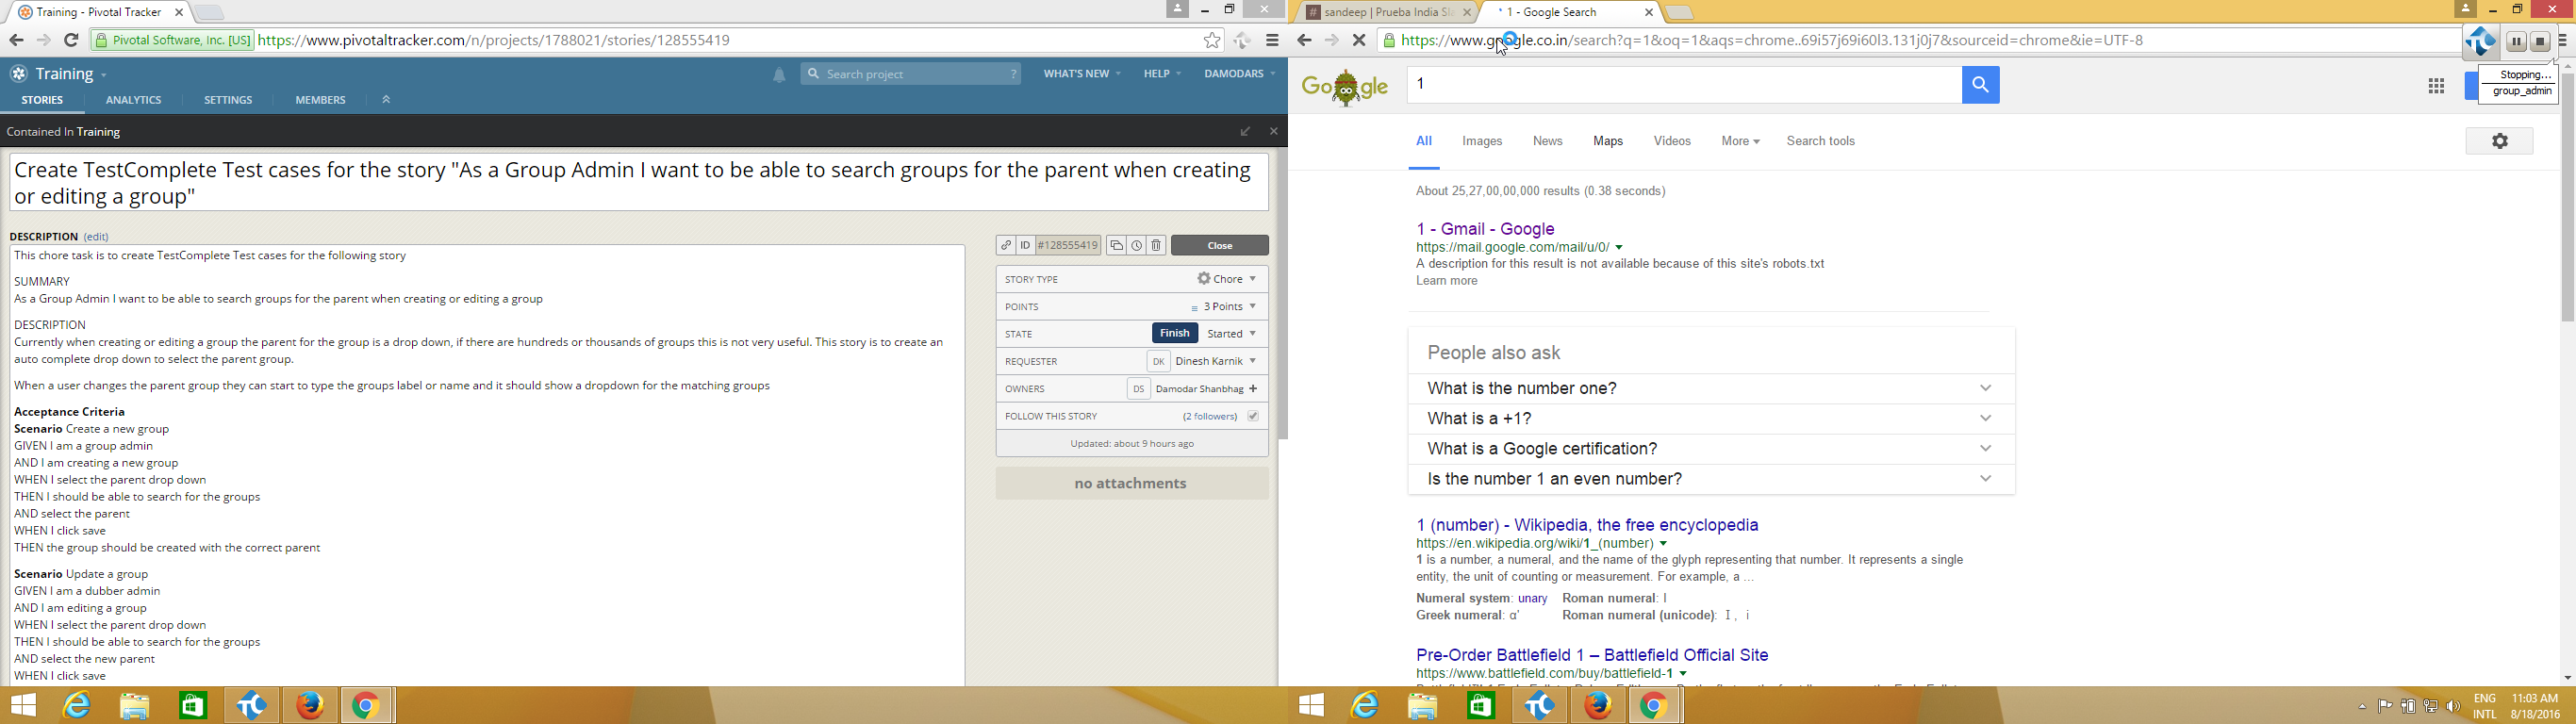 Training - Pivotal Tracker
Pivotal Software, Inc. [US] https://www.pivotaltracker.com/n/projects/1788021/stories/128555419
Training
Search project ?
WHAT'S NEW
HELP
DAMODARS
STORIES
ANALYTICS
SETTINGS
MEMBERS
Contained In Training
Create TestComplete Test cases for the story "As a Group Admin I want to be able to search groups for the parent when creating
or editing a group"
DESCRIPTION (edit)
This chore task is to create TestComplete Test cases for the following story
SUMMARY
As a Group Admin I want to be able to search groups for the parent when creating or editing a group
DESCRIPTION
Currently when creating or editing a group the parent for the group is a drop down, if there are hundreds or thousands of groups this is not very useful. This story is to create an
auto complete drop down to select the parent group.
When a user changes the parent group they can start to type the groups label or name and it should show a dropdown for the matching groups
Acceptance Criteria
Scenario Create a new group
GIVEN I am a group admin
AND I am creating a new group
WHEN I select the parent drop down
THEN I should be able to search for the groups
AND select the parent
WHEN I click save
THEN the group should be created with the correct parent
Scenario Update a group
GIVEN I am a dubber admin
AND I am editing a group
WHEN I select the parent drop down
THEN I should be able to search for the groups
AND select the new parent
WHEN I click save
ID #128555419
Close
STORY TYPE Chore
POINTS 3 Points
STATE Finish Started
REQUESTER DK Dinesh Karnik
OWNERS DS Damodar Shanbhag +
FOLLOW THIS STORY (2 followers)
Updated: about 9 hours ago
no attachments
sandeep | Prueba India Sla
1 - Google Search
https://www.google.co.in/search?q=1&oq=1&aqs=chrome..69i57j69i60l3.131j0j7&sourceid=chrome&ie=UTF-8
Stopping...
group_admin
Google
1
All
Images
News
Maps
Videos
More
Search tools
About 25,27,00,00,000 results (0.38 seconds)
1 - Gmail - Google
https://mail.google.com/mail/u/0/
A description for this result is not available because of this site's robots.txt
Learn more
People also ask
What is the number one?
What is a +1?
What is a Google certification?
Is the number 1 an even number?
1 (number) - Wikipedia, the free encyclopedia
https://en.wikipedia.org/wiki/1_(number)
1 is a number, a numeral, and the name of the glyph representing that number. It represents a single
entity, the unit of counting or measurement. For example, a ...
Numeral system: unary Roman numeral: I
Greek numeral: α' Roman numeral (unicode): Ⅰ, ⅰ
Pre-Order Battlefield 1 – Battlefield Official Site
https://www.battlefield.com/buy/battlefield-1
ENG
INTL
11:03 AM
8/18/2016